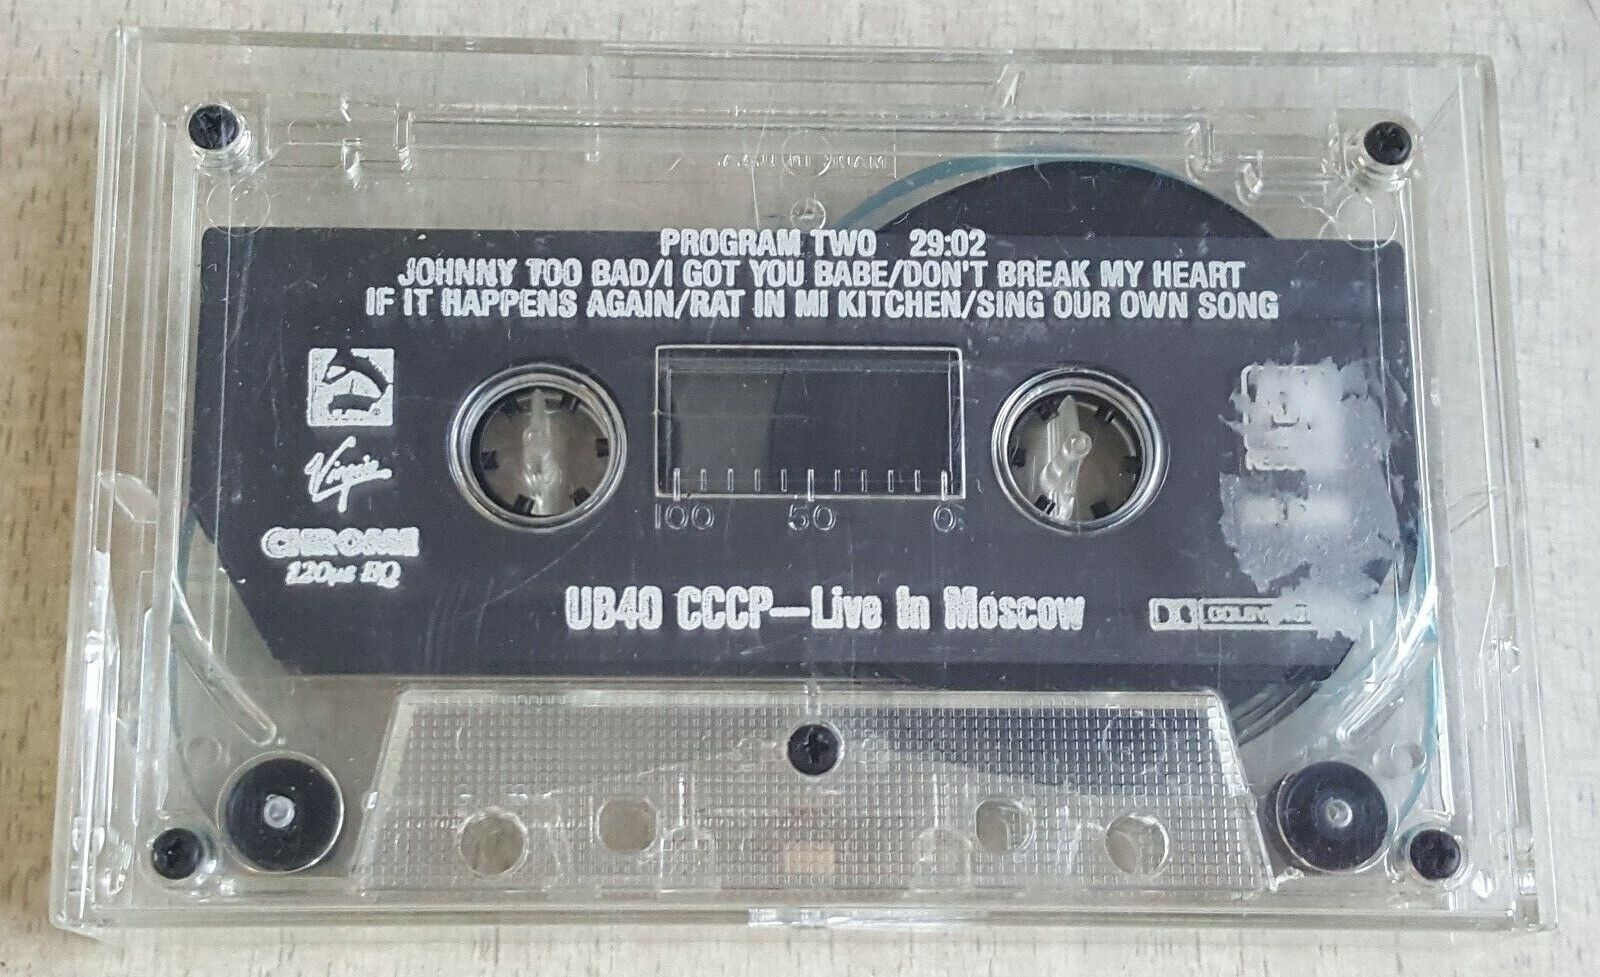 PROGRAM TWO 29:02
JOHNNY TOO BAD/I GOT YOU BABE/DON'T BREAK MY HEART
IF IT HAPPENS AGAIN/RAT IN MI KITCHEN/SING OUR OWN SONG
Virgin
CHROME
120µs EQ
100 50 0
UB40 CCCP—Live In Moscow